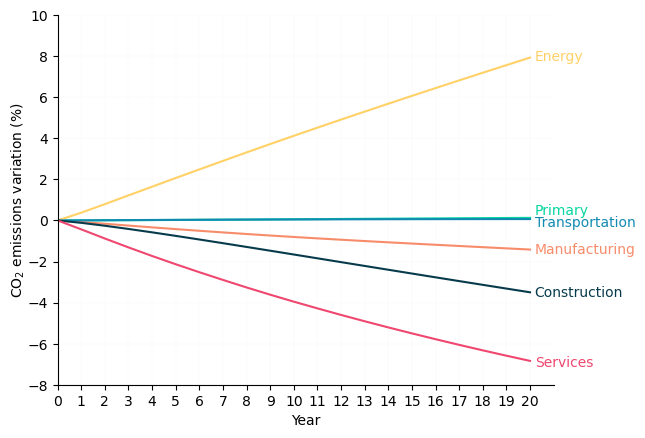 10
8
6
4
2
0
−2
−4
−6
−8
CO₂ emissions variation (%)
Energy
Primary
Transportation
Manufacturing
Construction
Services
0 1 2 3 4 5 6 7 8 9 10 11 12 13 14 15 16 17 18 19 20
Year